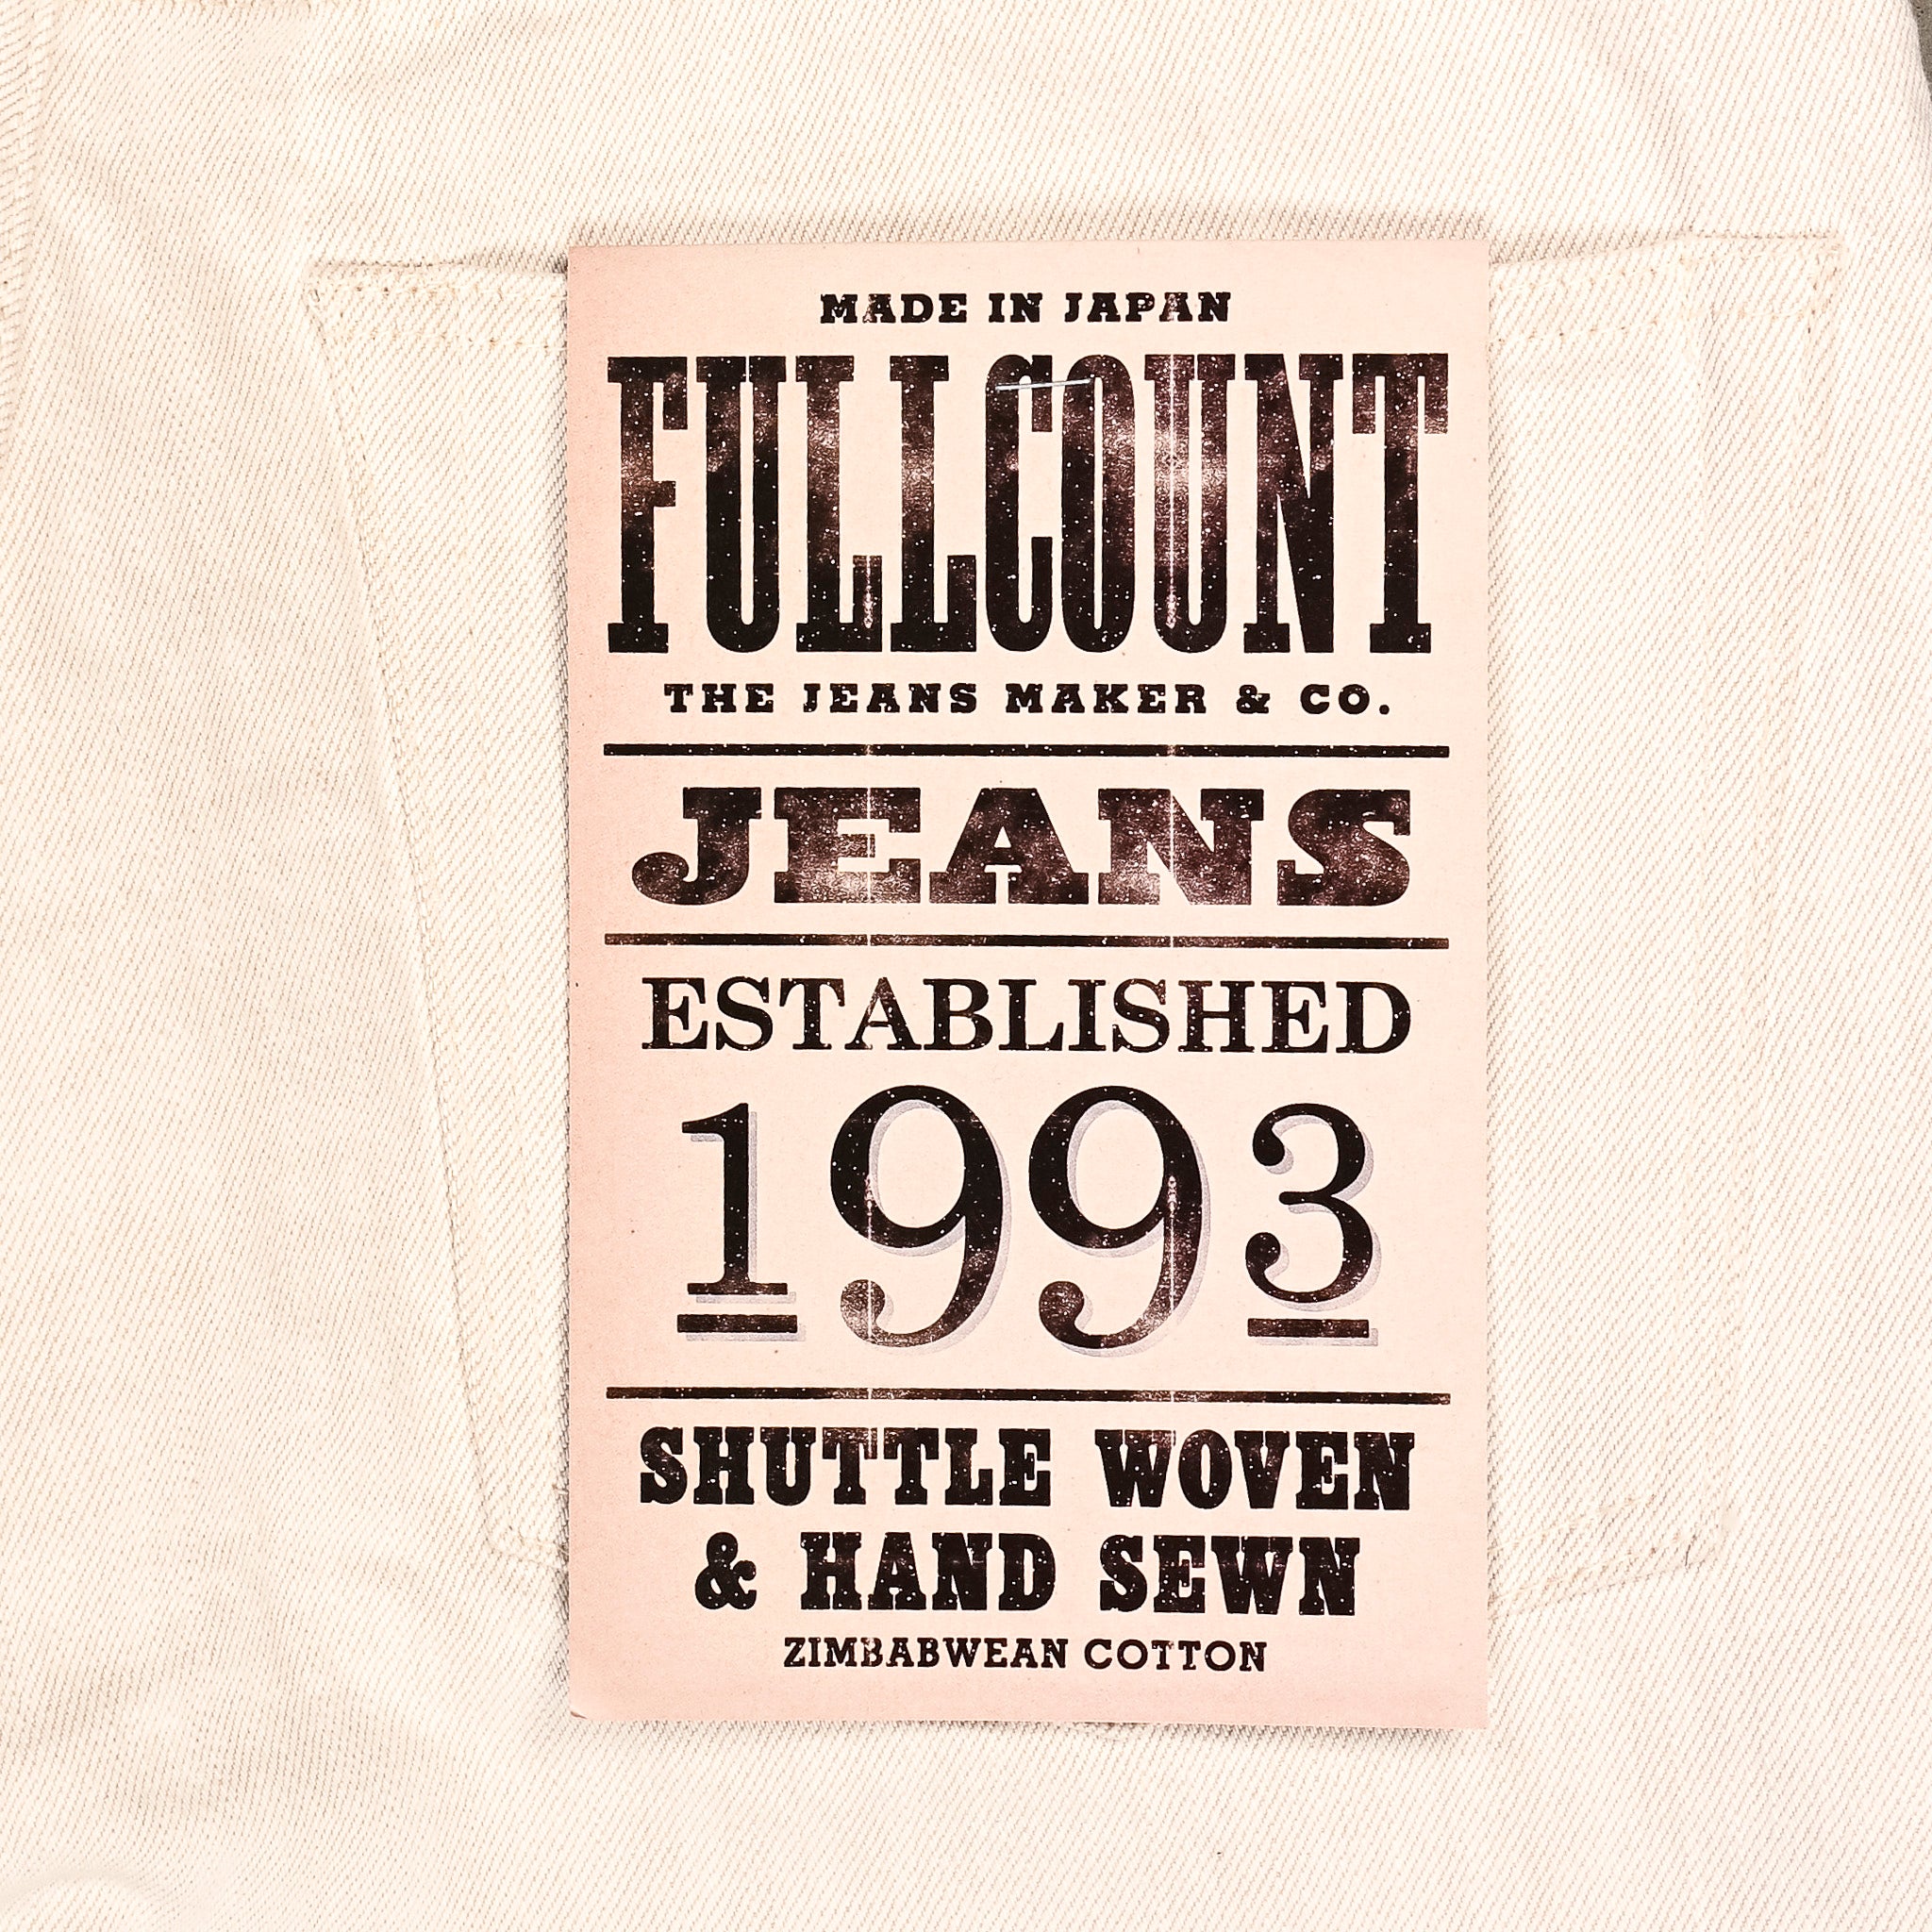 MADE IN JAPAN
FULLCOUNT
THE JEANS MAKER & CO.
JEANS
ESTABLISHED
1993
SHUTTLE WOVEN
& HAND SEWN
ZIMBABWEAN COTTON